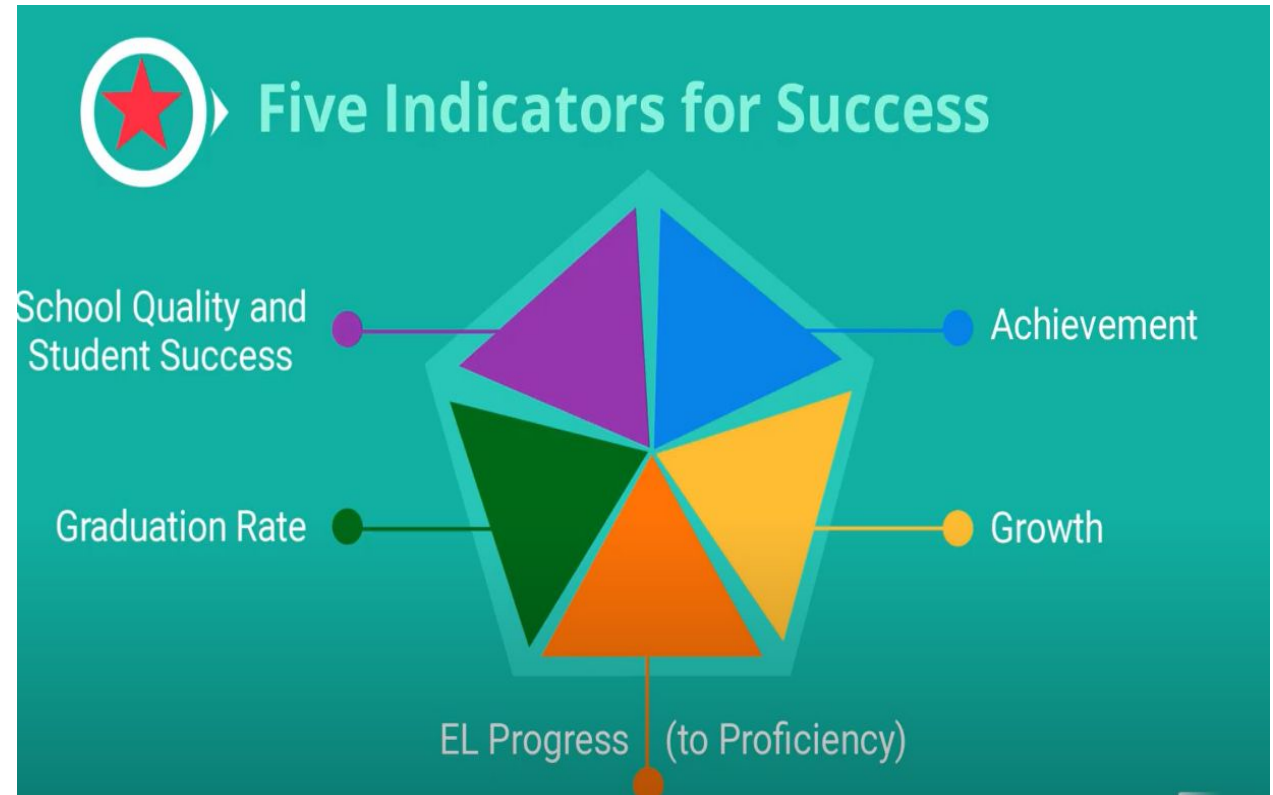 Five Indicators for Success
School Quality and
Student Success
Achievement
Graduation Rate
Growth
EL Progress (to Proficiency)